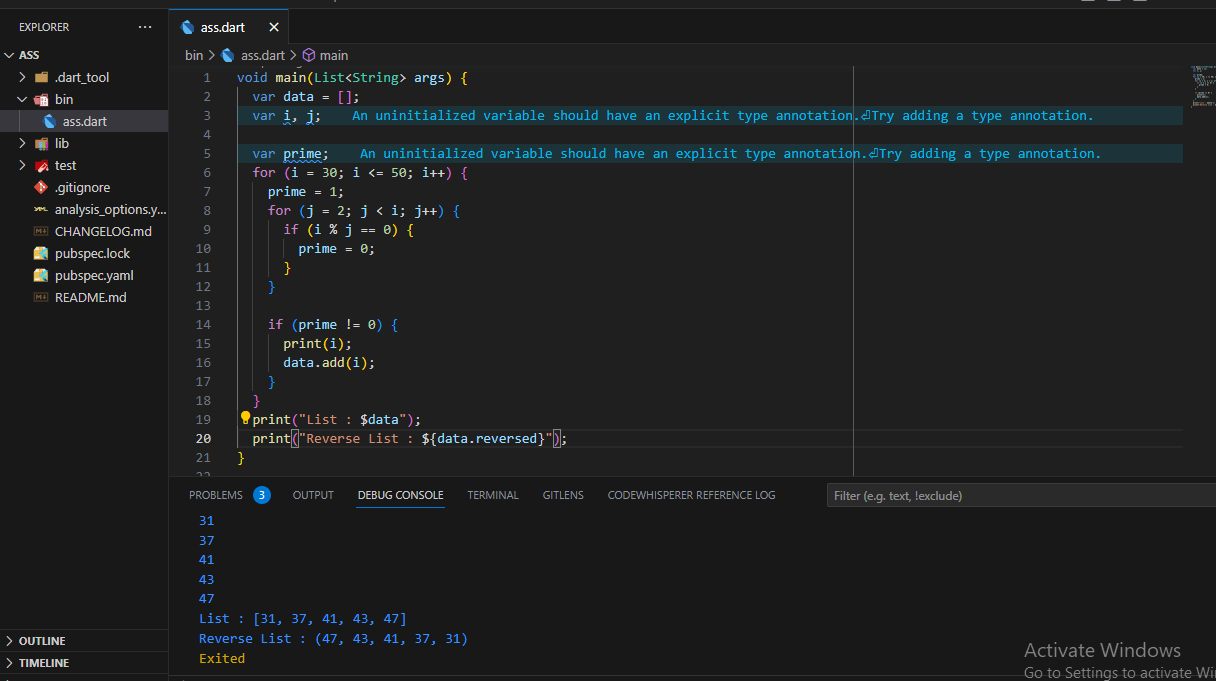 EXPLORER ...
ASS
.dart_tool
bin
ass.dart
lib
test
.gitignore
analysis_options.y...
CHANGELOG.md
pubspec.lock
pubspec.yaml
README.md
OUTLINE
TIMELINE
ass.dart
bin > ass.dart > main
1 void main(List<String> args) {
2 var data = [];
3 var i, j; An uninitialized variable should have an explicit type annotation.⏎Try adding a type annotation.
4
5 var prime; An uninitialized variable should have an explicit type annotation.⏎Try adding a type annotation.
6 for (i = 30; i <= 50; i++) {
7 prime = 1;
8 for (j = 2; j < i; j++) {
9 if (i % j == 0) {
10 prime = 0;
11 }
12 }
13
14 if (prime != 0) {
15 print(i);
16 data.add(i);
17 }
18 }
19 print("List : $data");
20 print("Reverse List : ${data.reversed}");
21 }
PROBLEMS 3 OUTPUT DEBUG CONSOLE TERMINAL GITLENS CODEWHISPERER REFERENCE LOG Filter (e.g. text, !exclude)
31
37
41
43
47
List : [31, 37, 41, 43, 47]
Reverse List : (47, 43, 41, 37, 31)
Exited
Activate Windows
Go to Settings to activate Wi